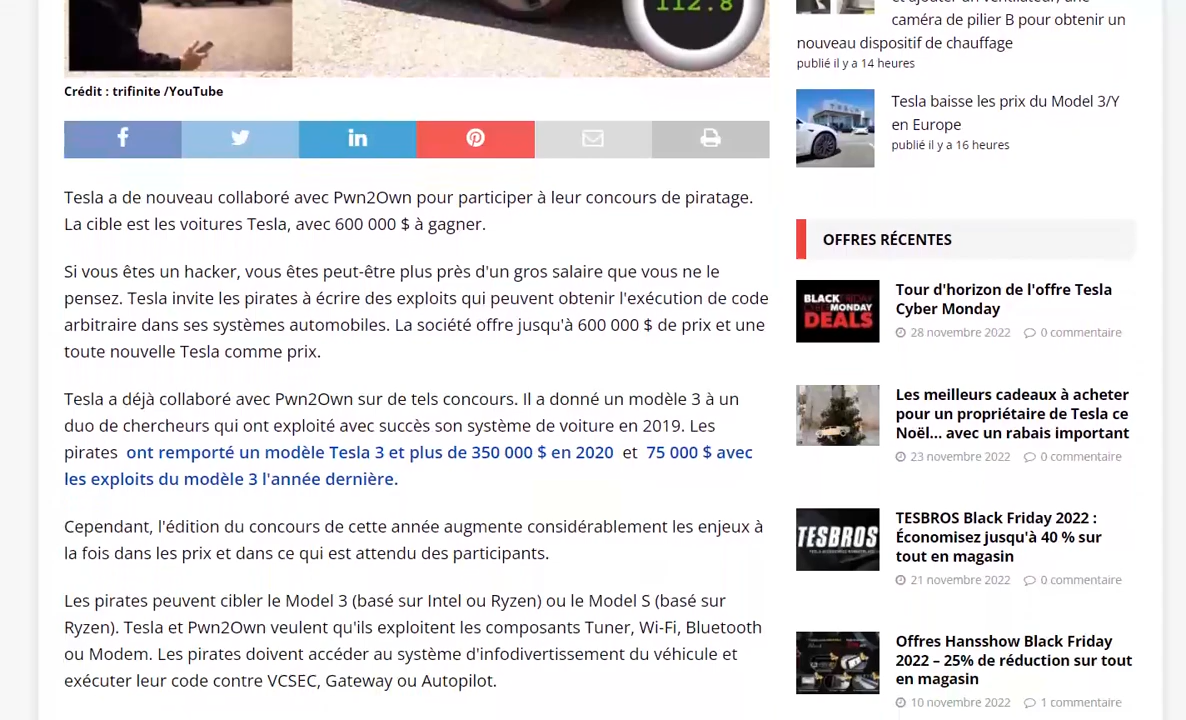 112.8
Crédit : trifinite /YouTube
Tesla a de nouveau collaboré avec Pwn2Own pour participer à leur concours de piratage.
La cible est les voitures Tesla, avec 600 000 $ à gagner.
Si vous êtes un hacker, vous êtes peut-être plus près d'un gros salaire que vous ne le
pensez. Tesla invite les pirates à écrire des exploits qui peuvent obtenir l'exécution de code
arbitraire dans ses systèmes automobiles. La société offre jusqu'à 600 000 $ de prix et une
toute nouvelle Tesla comme prix.
Tesla a déjà collaboré avec Pwn2Own sur de tels concours. Il a donné un modèle 3 à un
duo de chercheurs qui ont exploité avec succès son système de voiture en 2019. Les
pirates ont remporté un modèle Tesla 3 et plus de 350 000 $ en 2020 et 75 000 $ avec
les exploits du modèle 3 l'année dernière.
Cependant, l'édition du concours de cette année augmente considérablement les enjeux à
la fois dans les prix et dans ce qui est attendu des participants.
Les pirates peuvent cibler le Model 3 (basé sur Intel ou Ryzen) ou le Model S (basé sur
Ryzen). Tesla et Pwn2Own veulent qu'ils exploitent les composants Tuner, Wi-Fi, Bluetooth
ou Modem. Les pirates doivent accéder au système d'infodivertissement du véhicule et
exécuter leur code contre VCSEC, Gateway ou Autopilot.
et ajouter un ventilateur, une
caméra de pilier B pour obtenir un
nouveau dispositif de chauffage
publié il y a 14 heures
Tesla baisse les prix du Model 3/Y
en Europe
publié il y a 16 heures
OFFRES RÉCENTES
BLACK FRIDAY
CYBER MONDAY
DEALS
Tour d'horizon de l'offre Tesla
Cyber Monday
28 novembre 2022 0 commentaire
Les meilleurs cadeaux à acheter
pour un propriétaire de Tesla ce
Noël... avec un rabais important
23 novembre 2022 0 commentaire
TESBROS
TESBROS Black Friday 2022 :
Économisez jusqu'à 40 % sur
tout en magasin
21 novembre 2022 0 commentaire
Offres Hansshow Black Friday
2022 – 25% de réduction sur tout
en magasin
10 novembre 2022 1 commentaire